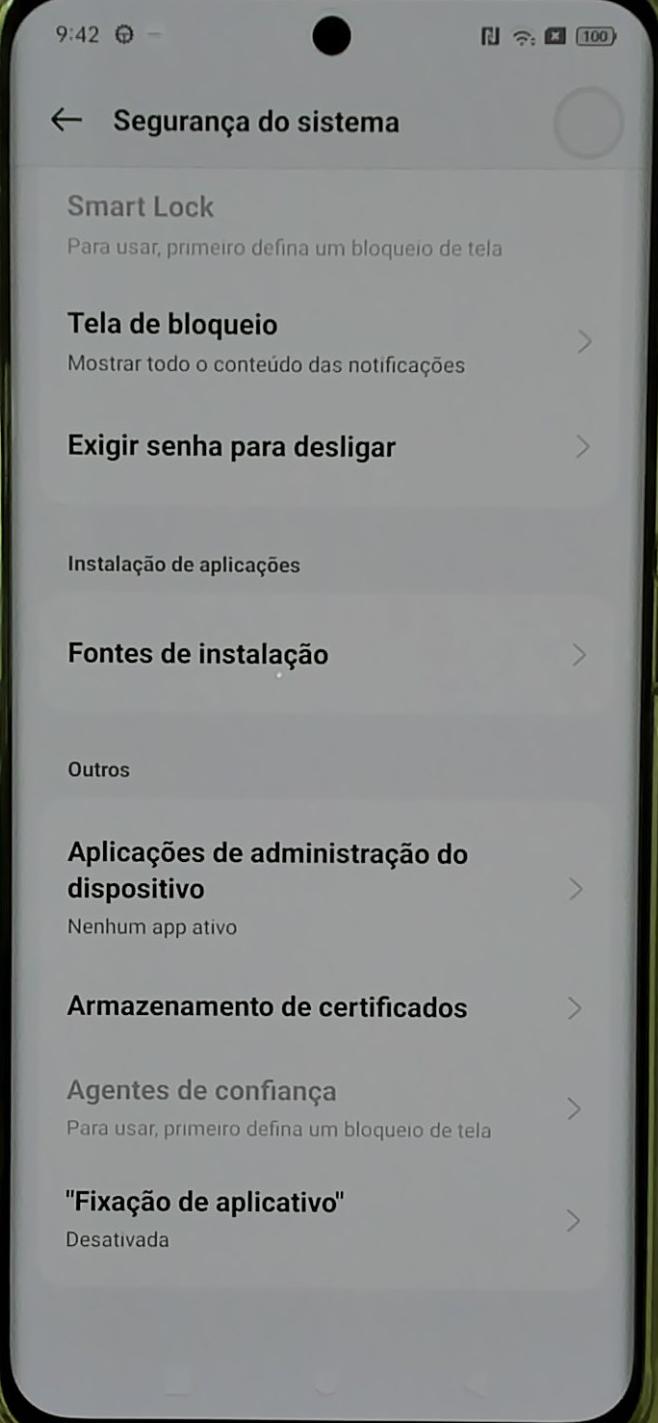 9:42
100
Segurança do sistema
Smart Lock
Para usar, primeiro defina um bloqueio de tela
Tela de bloqueio
Mostrar todo o conteúdo das notificações
Exigir senha para desligar
Instalação de aplicações
Fontes de instalação
Outros
Aplicações de administração do
dispositivo
Nenhum app ativo
Armazenamento de certificados
Agentes de confiança
Para usar, primeiro defina um bloqueio de tela
"Fixação de aplicativo"
Desativada